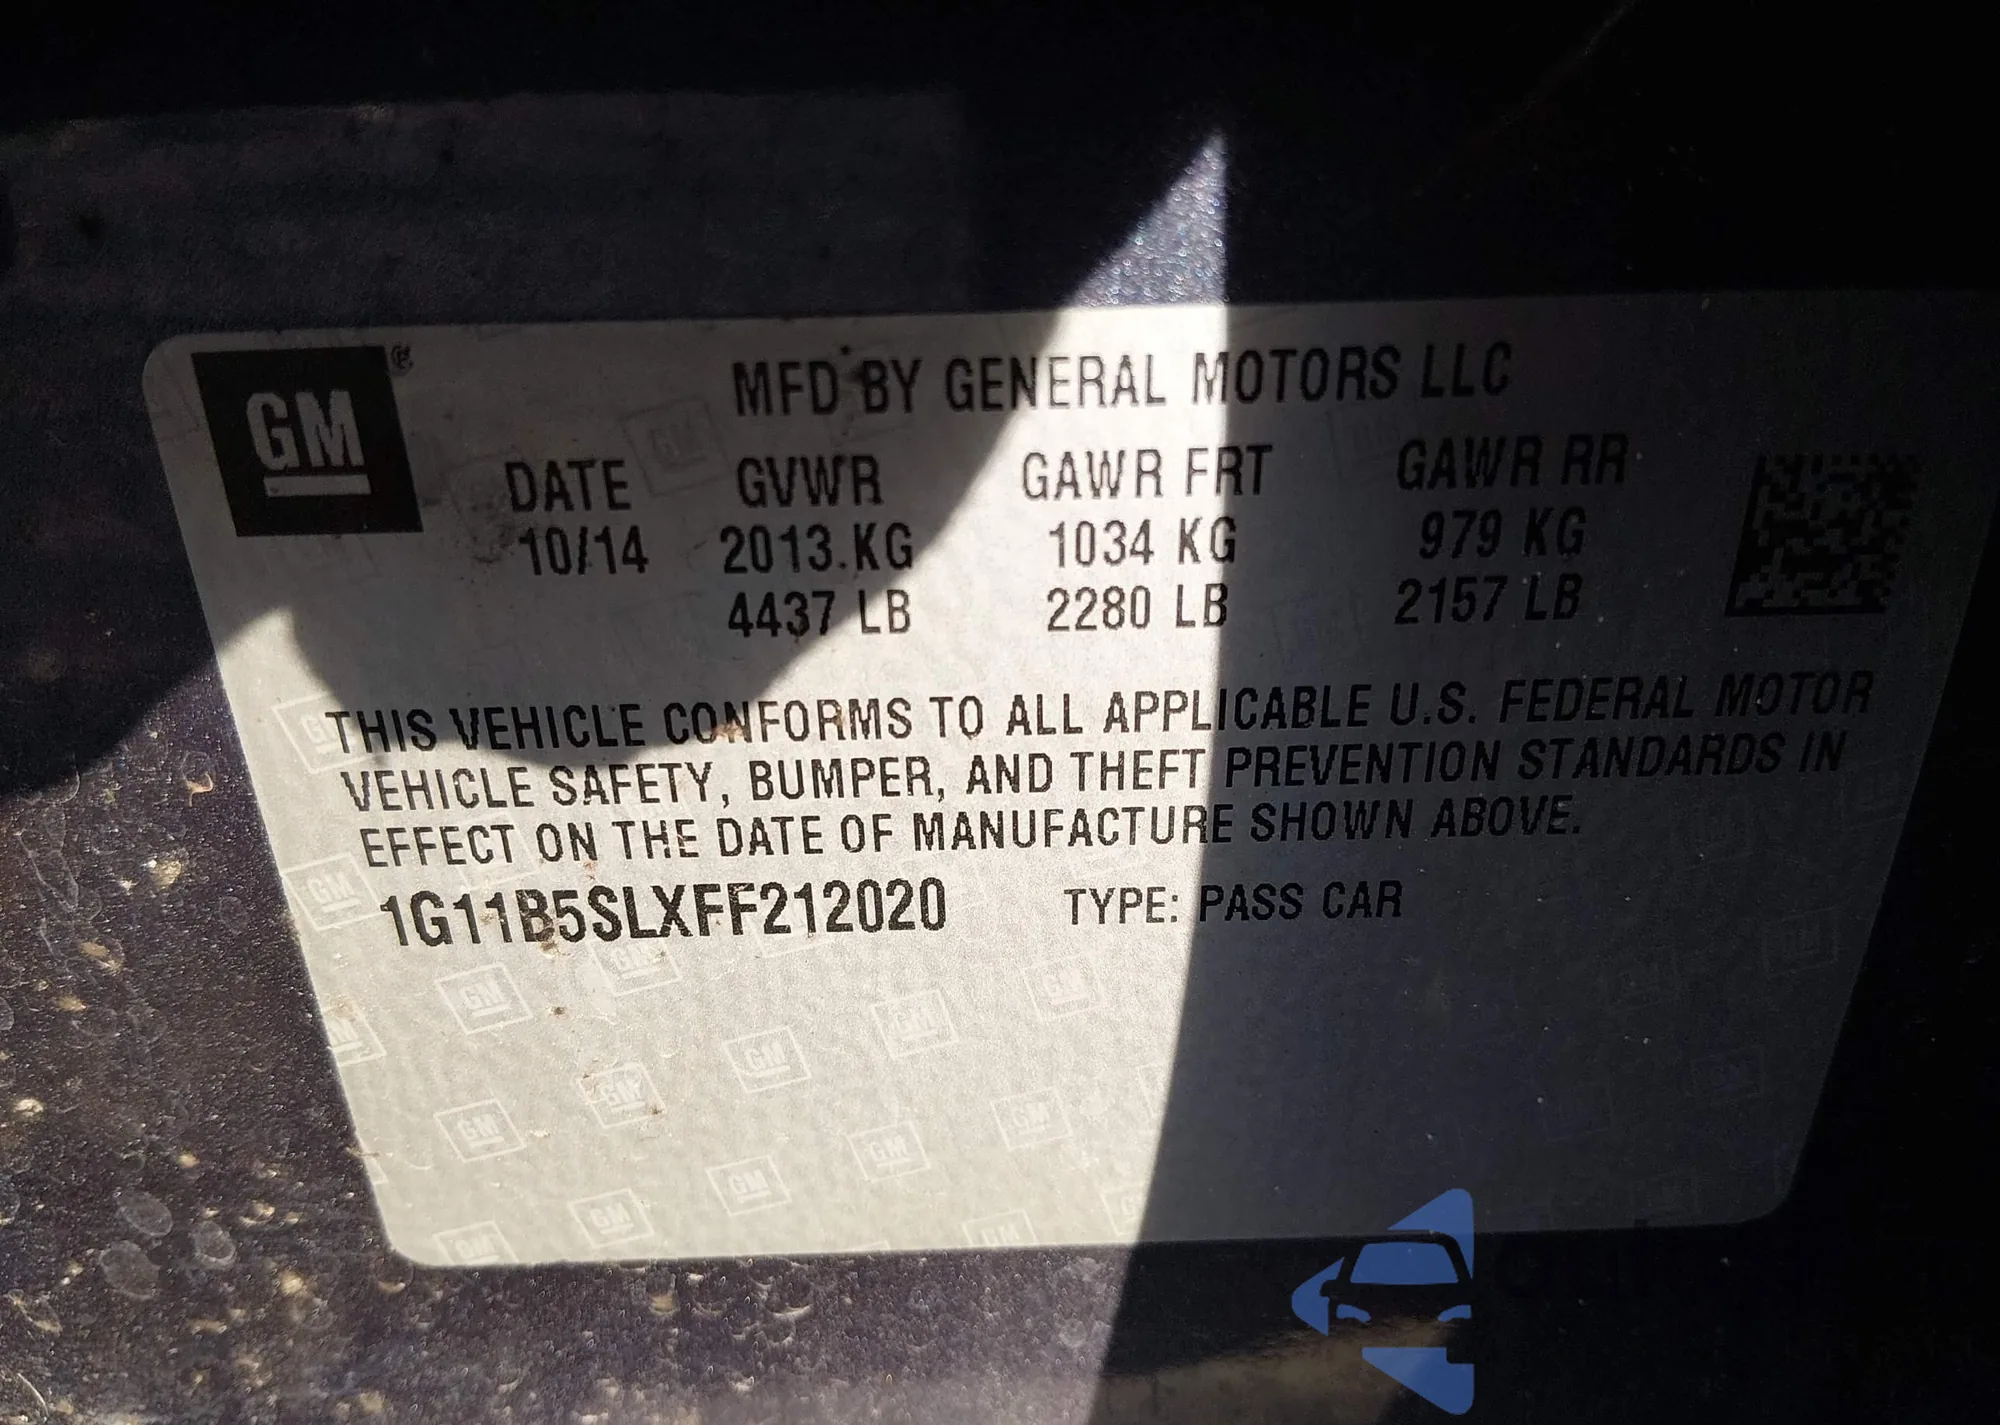 GM ®
MFD BY GENERAL MOTORS LLC
DATE GVWR GAWR FRT GAWR RR
10/14 2013.KG 1034 KG 979 KG
4437 LB 2280 LB 2157 LB
THIS VEHICLE CONFORMS TO ALL APPLICABLE U.S. FEDERAL MOTOR
VEHICLE SAFETY, BUMPER, AND THEFT PREVENTION STANDARDS IN
EFFECT ON THE DATE OF MANUFACTURE SHOWN ABOVE.
1G11B5SLXFF212020 TYPE: PASS CAR